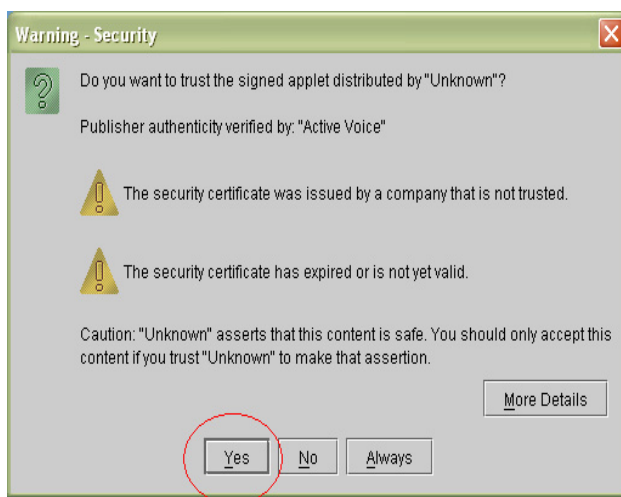 Warning - Security
Do you want to trust the signed applet distributed by "Unknown"?
Publisher authenticity verified by: "Active Voice"
The security certificate was issued by a company that is not trusted.
The security certificate has expired or is not yet valid.
Caution: "Unknown" asserts that this content is safe. You should only accept this
content if you trust "Unknown" to make that assertion.
More Details
Yes No Always